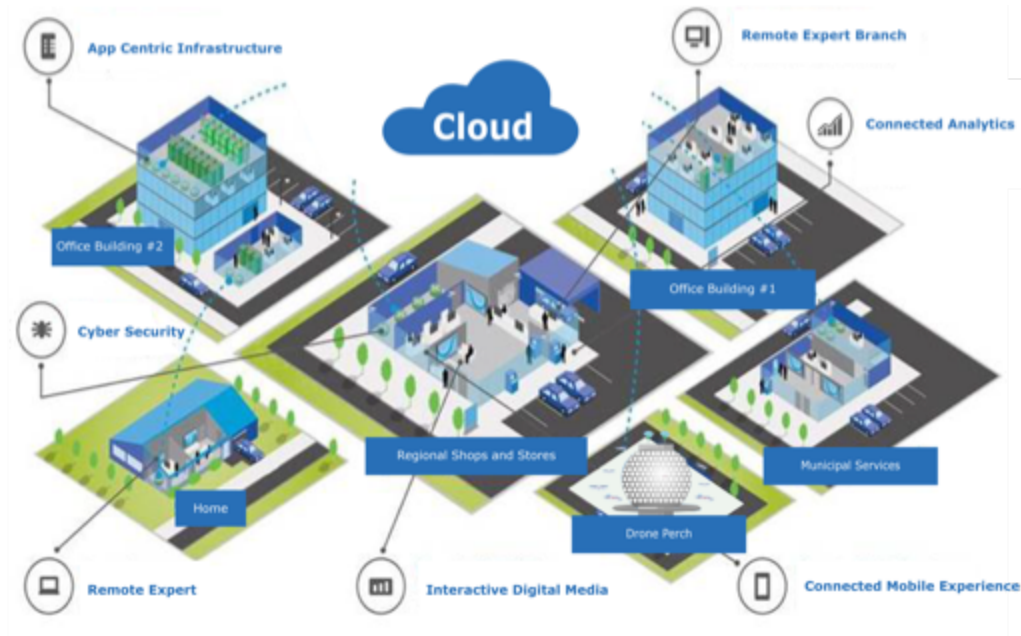 App Centric Infrastructure
Remote Expert Branch
Cloud
Connected Analytics
Office Building #2
Office Building #1
Cyber Security
Regional Shops and Stores
Municipal Services
Home
Drone Perch
Remote Expert
Interactive Digital Media
Connected Mobile Experience